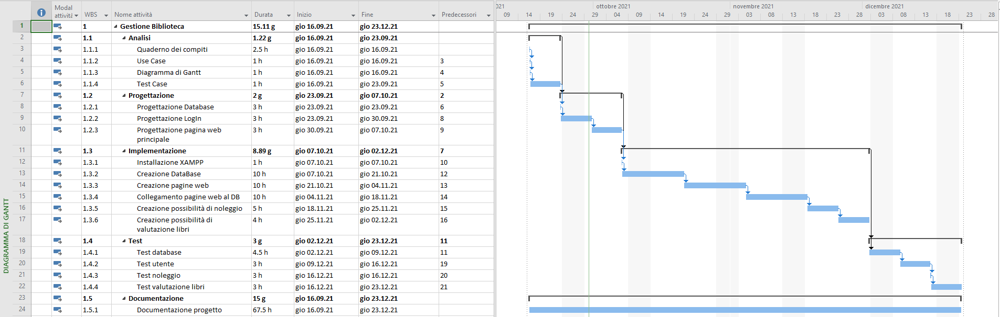 Modal attività WBS Nome attività Durata Inizio Fine Predecessori
021 ottobre 2021 novembre 2021 dicembre 2021
09 14 19 24 29 04 09 14 19 24 29 03 08 13 18 23 28 03 08 13 18 23 28
1 1 Gestione Biblioteca 15.11 g gio 16.09.21 gio 23.12.21
2 1.1 Analisi 1.22 g gio 16.09.21 gio 23.09.21
3 1.1.1 Quaderno dei compiti 2.5 h gio 16.09.21 gio 16.09.21
4 1.1.2 Use Case 1 h gio 16.09.21 gio 16.09.21 3
5 1.1.3 Diagramma di Gantt 1 h gio 16.09.21 gio 16.09.21 4
6 1.1.4 Test Case 1 h gio 16.09.21 gio 23.09.21 5
7 1.2 Progettazione 2 g gio 23.09.21 gio 07.10.21 2
8 1.2.1 Progettazione Database 3 h gio 23.09.21 gio 23.09.21 6
9 1.2.2 Progettazione LogIn 3 h gio 23.09.21 gio 30.09.21 8
10 1.2.3 Progettazione pagina web principale 3 h gio 30.09.21 gio 07.10.21 9
11 1.3 Implementazione 8.89 g gio 07.10.21 gio 02.12.21 7
12 1.3.1 Installazione XAMPP 1 h gio 07.10.21 gio 07.10.21 10
13 1.3.2 Creazione DataBase 10 h gio 07.10.21 gio 21.10.21 12
14 1.3.3 Creazione pagine web 10 h gio 21.10.21 gio 04.11.21 13
15 1.3.4 Collegamento pagine web al DB 10 h gio 04.11.21 gio 18.11.21 14
16 1.3.5 Creazione possibilità di noleggio 5 h gio 18.11.21 gio 25.11.21 15
17 1.3.6 Creazione possibilità di valutazione libri 4 h gio 25.11.21 gio 02.12.21 16
18 1.4 Test 3 g gio 02.12.21 gio 23.12.21 11
19 1.4.1 Test database 4.5 h gio 02.12.21 gio 09.12.21 11
20 1.4.2 Test utente 3 h gio 09.12.21 gio 16.12.21 19
21 1.4.3 Test noleggio 3 h gio 16.12.21 gio 16.12.21 20
22 1.4.4 Test valutazione libri 3 h gio 16.12.21 gio 23.12.21 21
23 1.5 Documentazione 15 g gio 16.09.21 gio 23.12.21
24 1.5.1 Documentazione progetto 67.5 h gio 16.09.21 gio 23.12.21
DIAGRAMMA DI GANTT